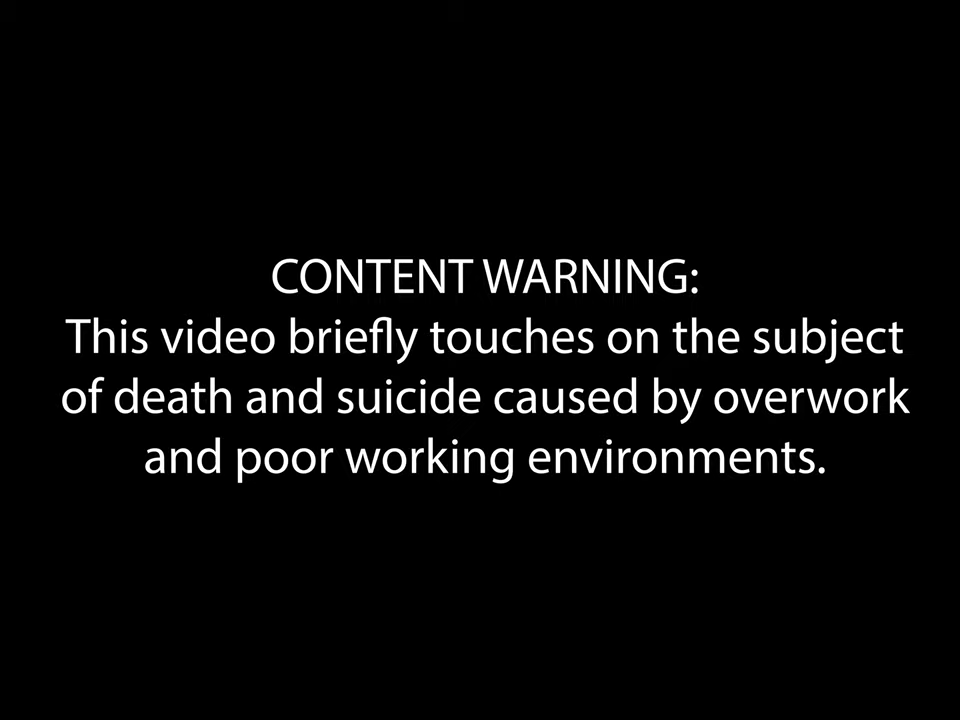 CONTENT WARNING:
This video briefly touches on the subject
of death and suicide caused by overwork
and poor working environments.